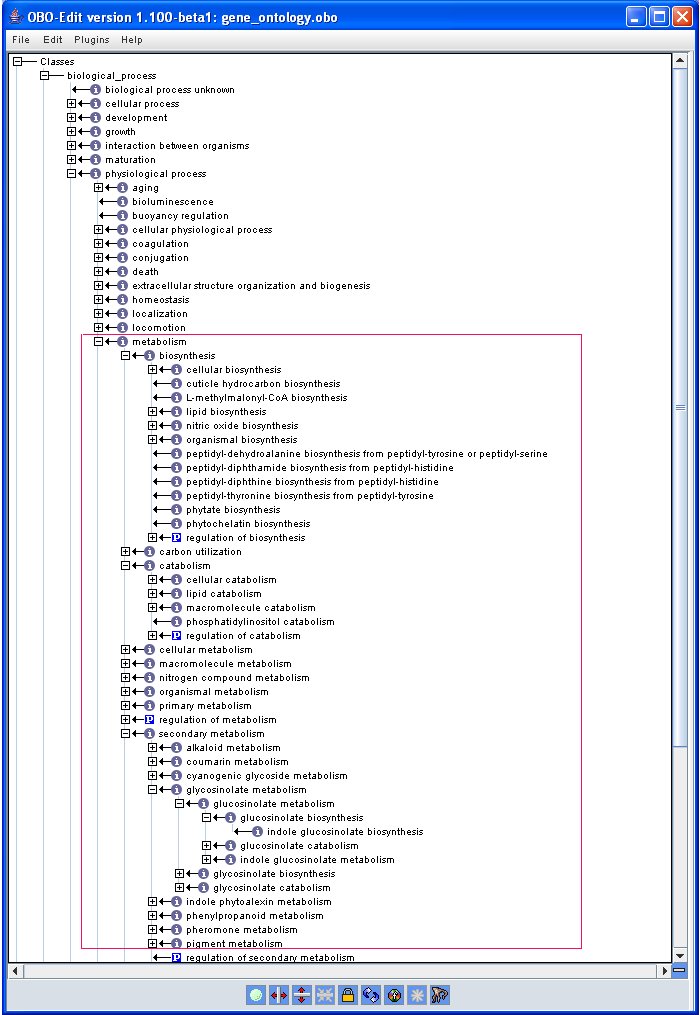 OBO-Edit version 1.100-beta1: gene_ontology.obo
File Edit Plugins Help
Classes
biological_process
biological process unknown
cellular process
development
growth
interaction between organisms
maturation
physiological process
aging
bioluminescence
buoyancy regulation
cellular physiological process
coagulation
conjugation
death
extracellular structure organization and biogenesis
homeostasis
localization
locomotion
metabolism
biosynthesis
cellular biosynthesis
cuticle hydrocarbon biosynthesis
L-methylmalonyl-CoA biosynthesis
lipid biosynthesis
nitric oxide biosynthesis
organismal biosynthesis
peptidyl-dehydroalanine biosynthesis from peptidyl-tyrosine or peptidyl-serine
peptidyl-diphthamide biosynthesis from peptidyl-histidine
peptidyl-diphthine biosynthesis from peptidyl-histidine
peptidyl-thyronine biosynthesis from peptidyl-tyrosine
phytate biosynthesis
phytochelatin biosynthesis
P regulation of biosynthesis
carbon utilization
catabolism
cellular catabolism
lipid catabolism
macromolecule catabolism
phosphatidylinositol catabolism
P regulation of catabolism
cellular metabolism
macromolecule metabolism
nitrogen compound metabolism
organismal metabolism
primary metabolism
P regulation of metabolism
secondary metabolism
alkaloid metabolism
coumarin metabolism
cyanogenic glycoside metabolism
glycosinolate metabolism
glucosinolate metabolism
glucosinolate biosynthesis
indole glucosinolate biosynthesis
glucosinolate catabolism
indole glucosinolate metabolism
glycosinolate biosynthesis
glycosinolate catabolism
indole phytoalexin metabolism
phenylpropanoid metabolism
pheromone metabolism
pigment metabolism
P regulation of secondary metabolism